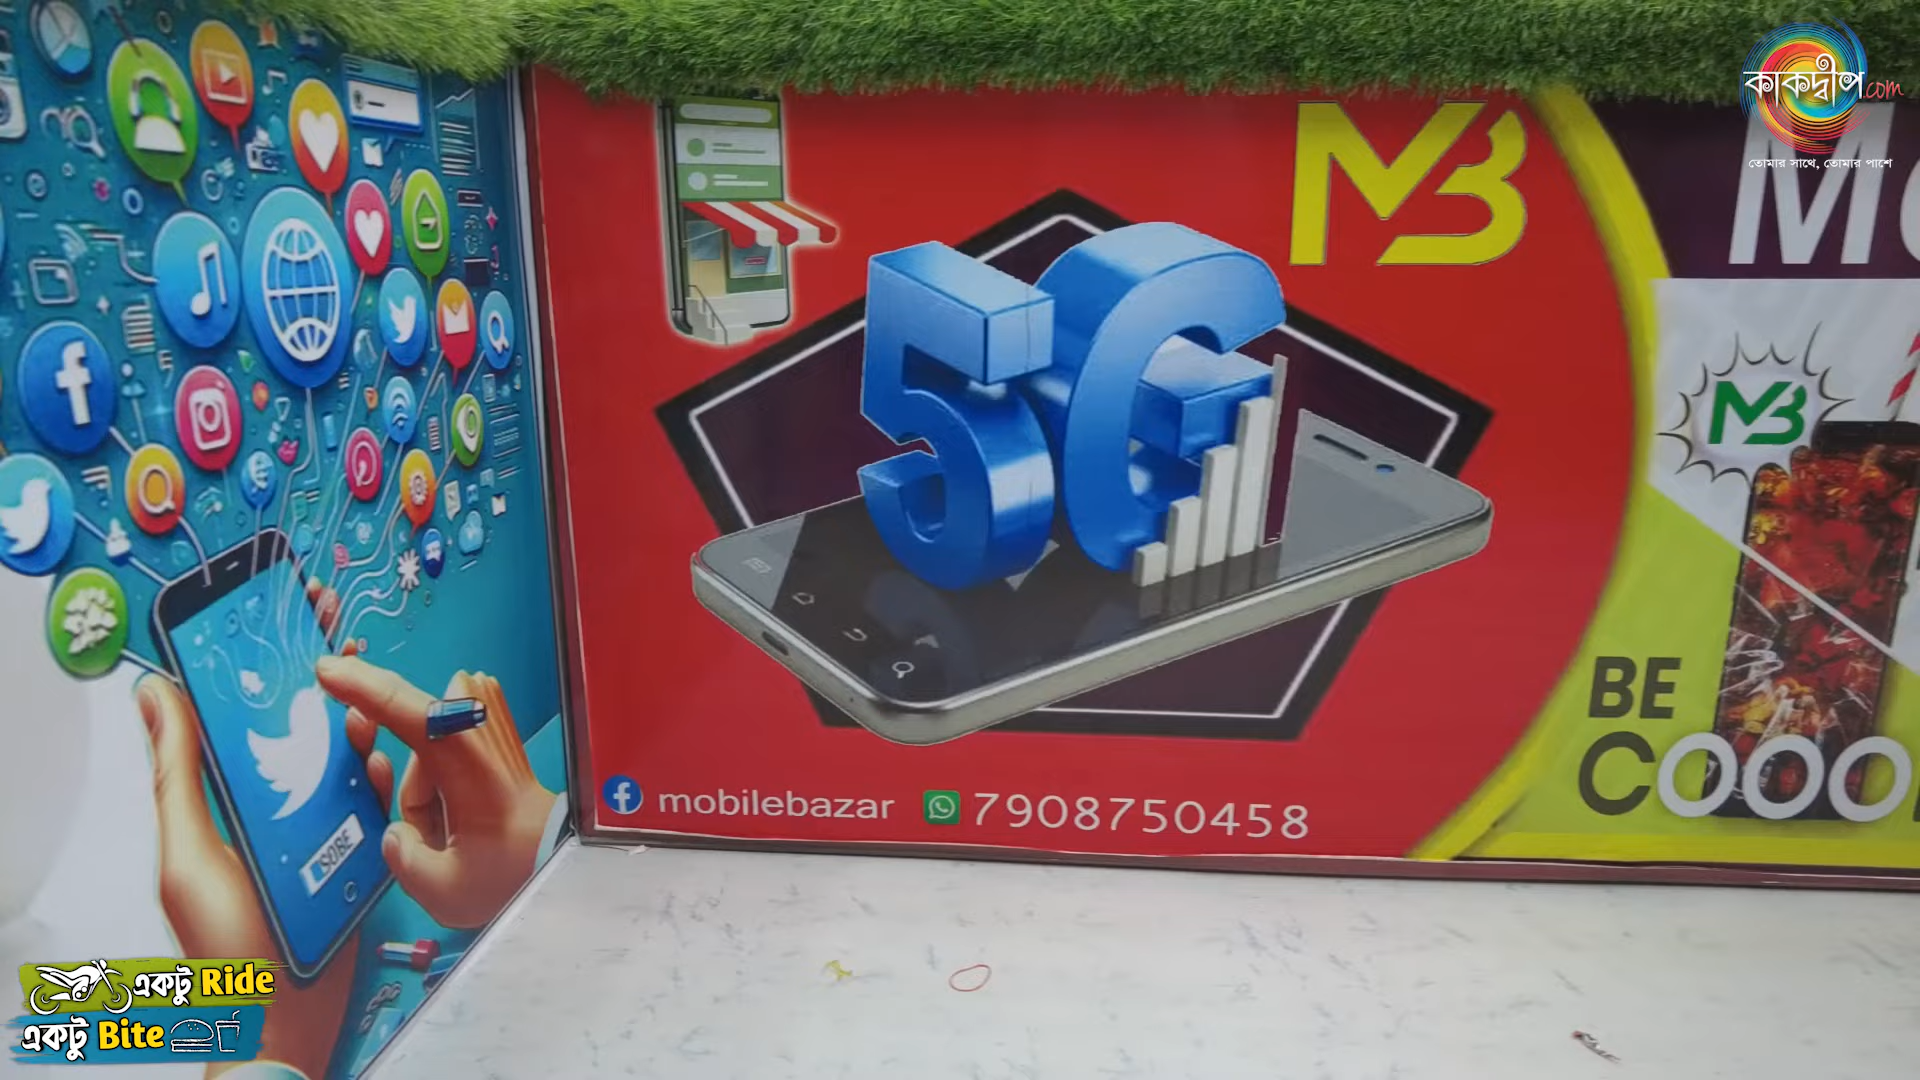 কাকদ্বীপ.com
তোমার সাথে, তোমার পাশে
MB
5G
MB
BE
COOO
mobilebazar 7908750458
একটু Ride
একটু Bite